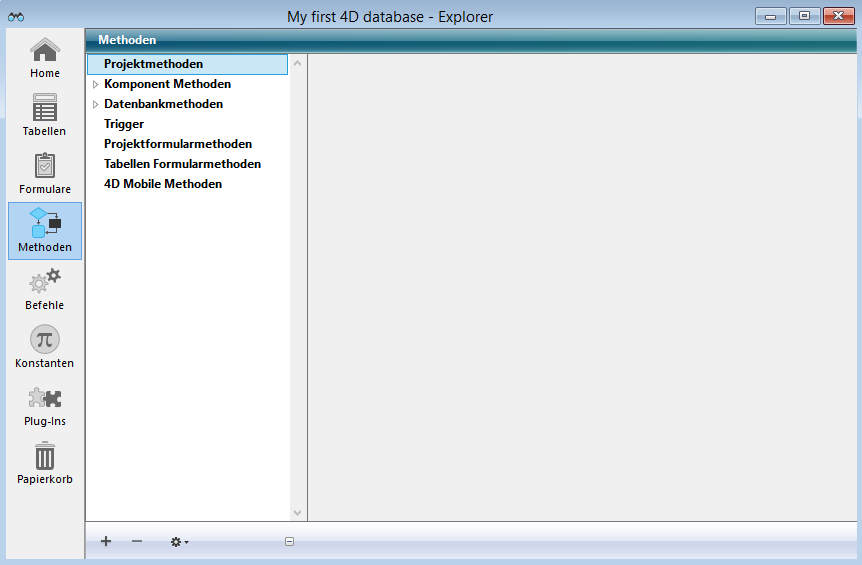 My first 4D database - Explorer
Home
Tabellen
Formulare
Methoden
Befehle
Konstanten
Plug-Ins
Papierkorb
Methoden
Projektmethoden
Komponent Methoden
Datenbankmethoden
Trigger
Projektformularmethoden
Tabellen Formularmethoden
4D Mobile Methoden